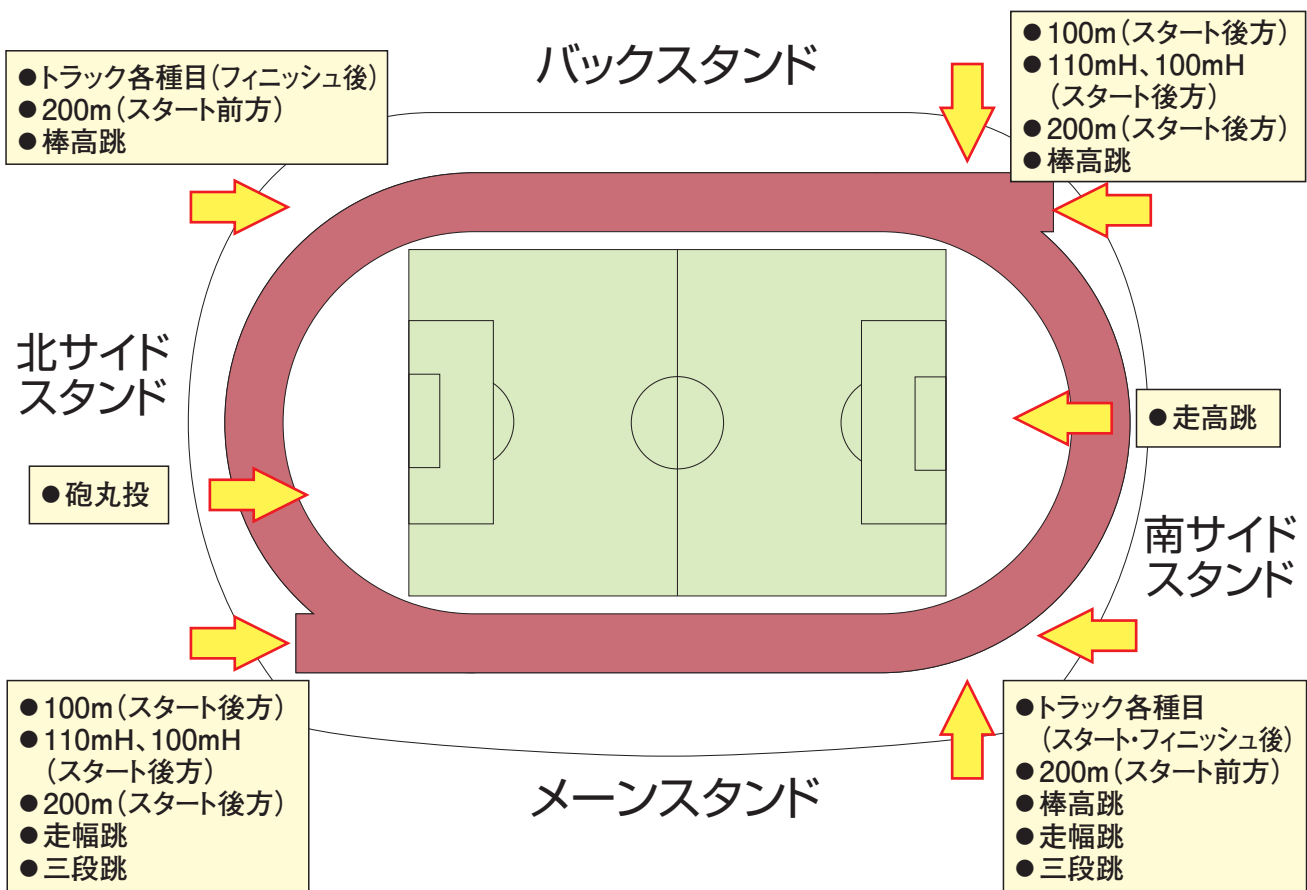 バックスタンド
●トラック各種目(フィニッシュ後)
●200m(スタート前方)
●棒高跳
●100m(スタート後方)
●110mH、100mH
(スタート後方)
●200m(スタート後方)
●棒高跳
北サイド
スタンド
●走高跳
●砲丸投
南サイド
スタンド
●100m(スタート後方)
●110mH、100mH
(スタート後方)
●200m(スタート後方)
●走幅跳
●三段跳
メーンスタンド
●トラック各種目
(スタート・フィニッシュ後)
●200m(スタート前方)
●棒高跳
●走幅跳
●三段跳